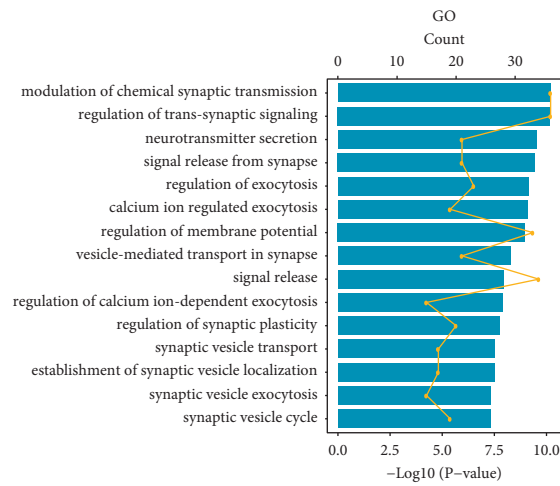 GO
Count
0 10 20 30
modulation of chemical synaptic transmission
regulation of trans-synaptic signaling
neurotransmitter secretion
signal release from synapse
regulation of exocytosis
calcium ion regulated exocytosis
regulation of membrane potential
vesicle-mediated transport in synapse
signal release
regulation of calcium ion-dependent exocytosis
regulation of synaptic plasticity
synaptic vesicle transport
establishment of synaptic vesicle localization
synaptic vesicle exocytosis
synaptic vesicle cycle
0.0 2.5 5.0 7.5 10.0
−Log10 (P−value)